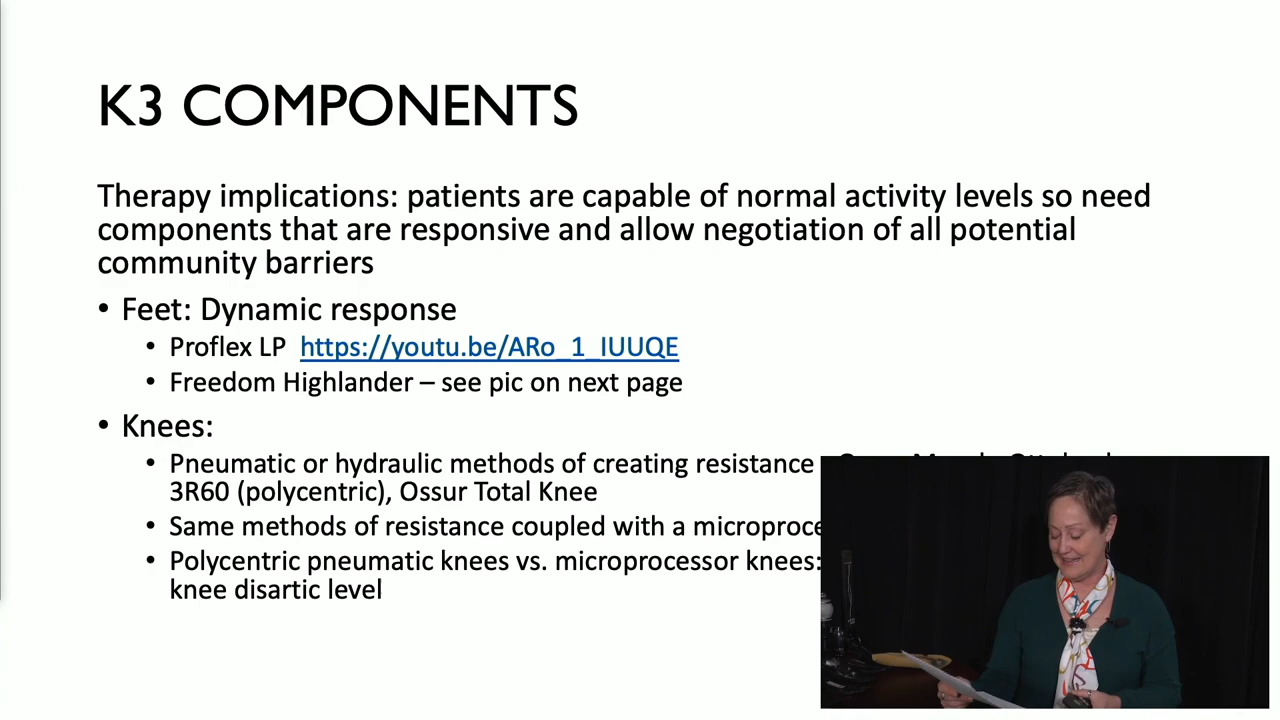 K3 COMPONENTS
Therapy implications: patients are capable of normal activity levels so need
components that are responsive and allow negotiation of all potential
community barriers
• Feet: Dynamic response
• Proflex LP https://youtu.be/ARo_1_IUUQE
• Freedom Highlander – see pic on next page
• Knees:
• Pneumatic or hydraulic methods of creating resistance
3R60 (polycentric), Ossur Total Knee
• Same methods of resistance coupled with a
• Polycentric pneumatic knees vs. microprocessor knees:
knee disartic level